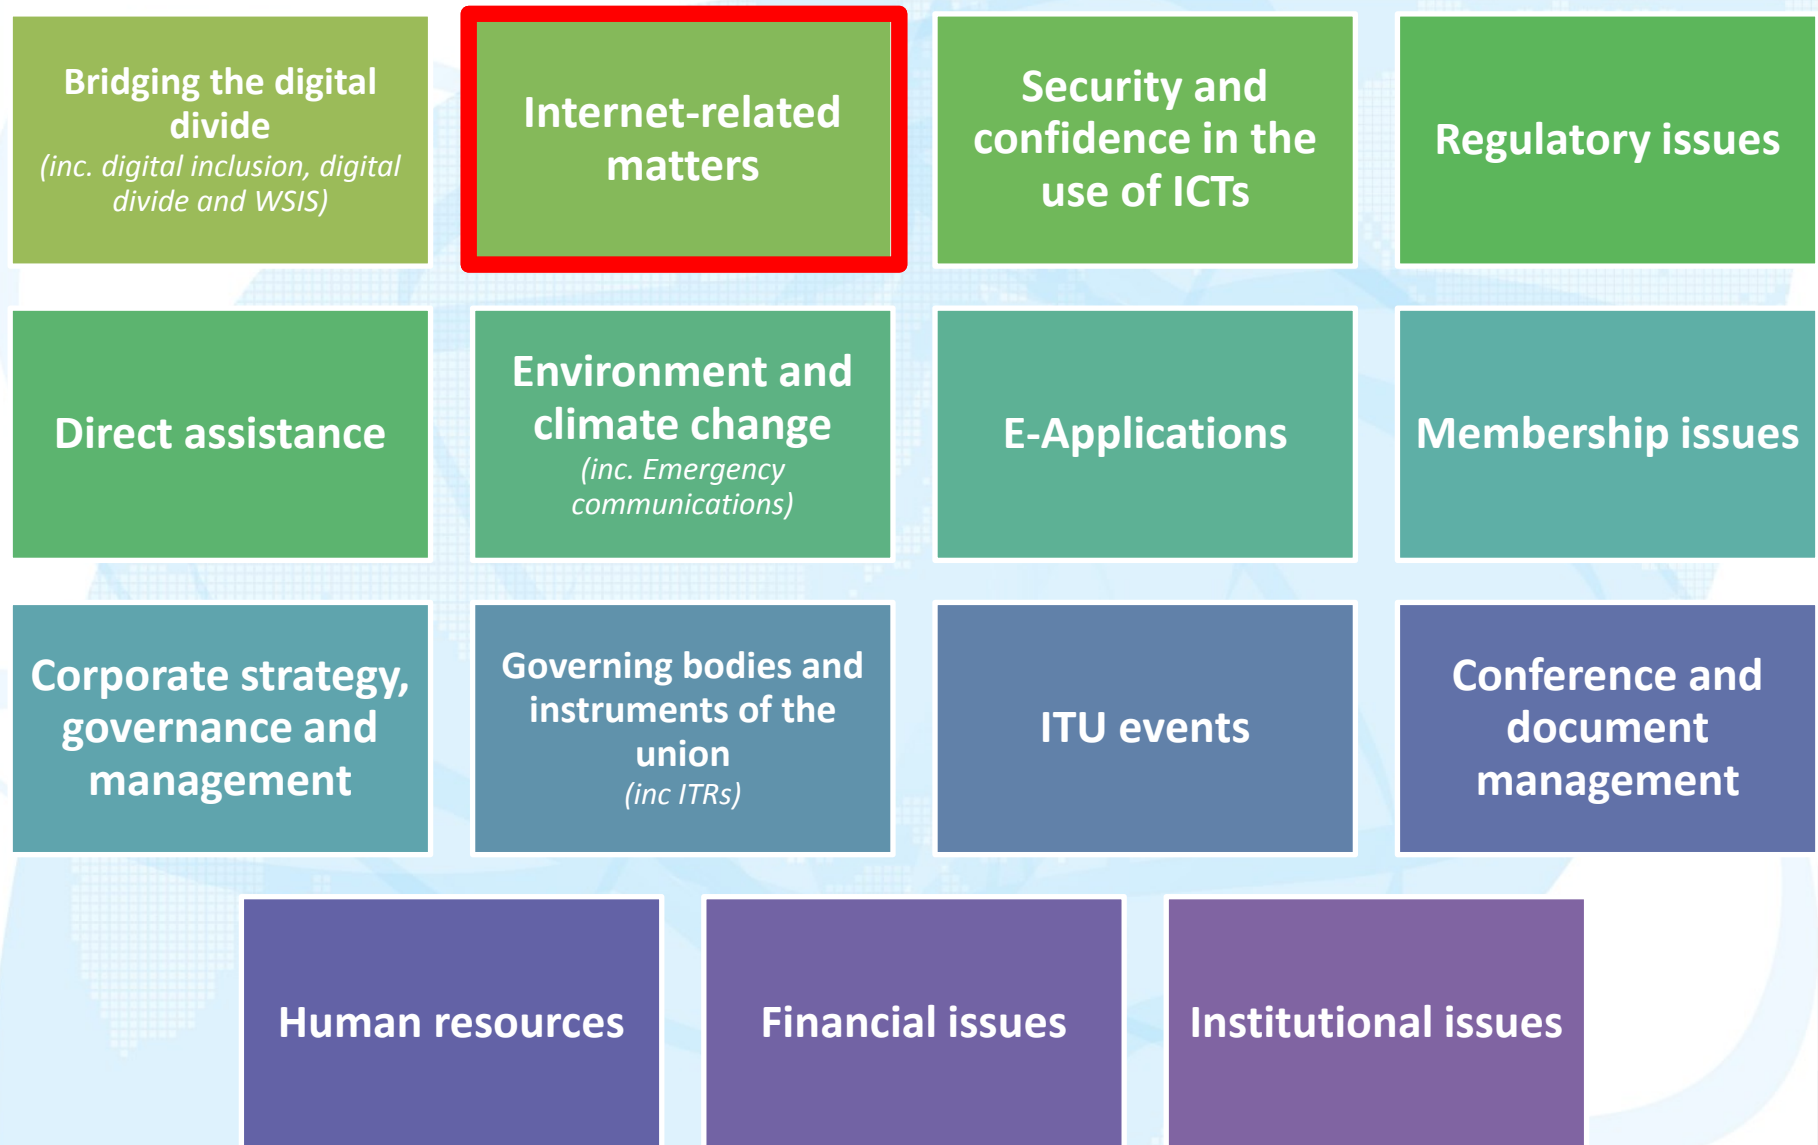 Bridging the digital
divide
(inc. digital inclusion, digital
divide and WSIS)
Internet-related
matters
Security and
confidence in the
use of ICTs
Regulatory issues
Direct assistance
Environment and
climate change
(inc. Emergency
communications)
E-Applications
Membership issues
Corporate strategy,
governance and
management
Governing bodies and
instruments of the
union
(inc ITRs)
ITU events
Conference and
document
management
Human resources
Financial issues
Institutional issues